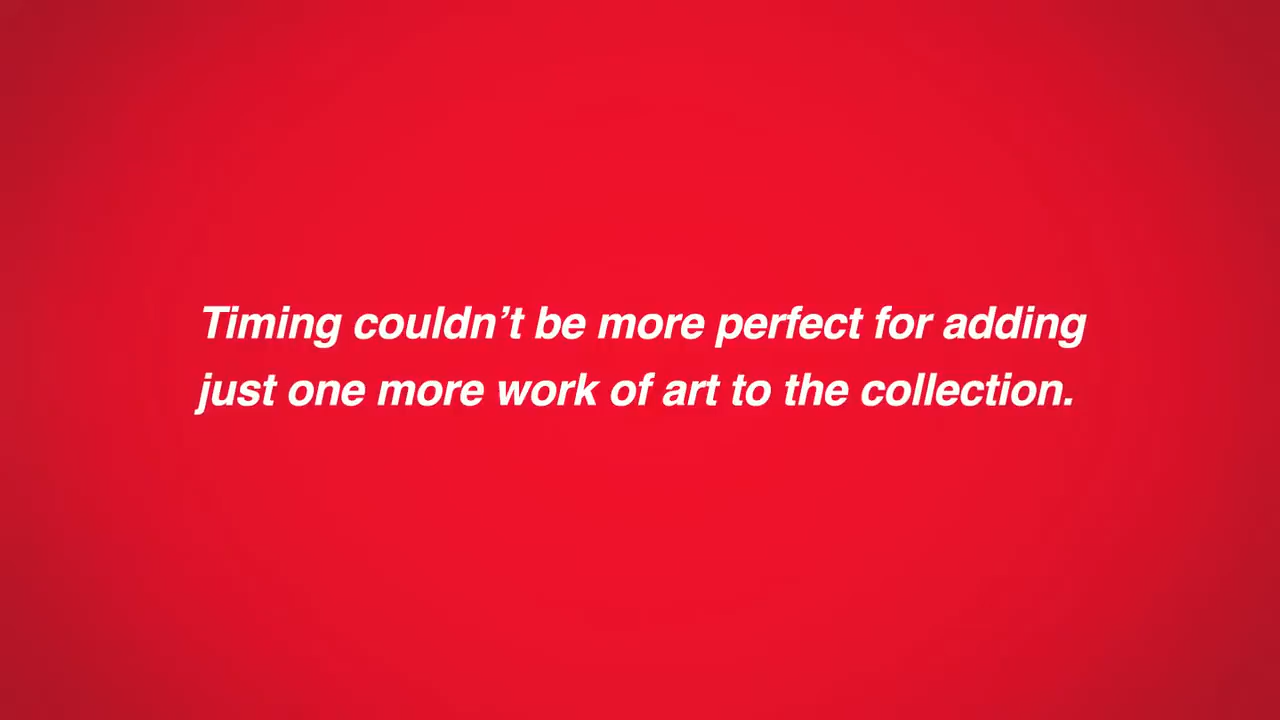 Timing couldn’t be more perfect for adding
just one more work of art to the collection.